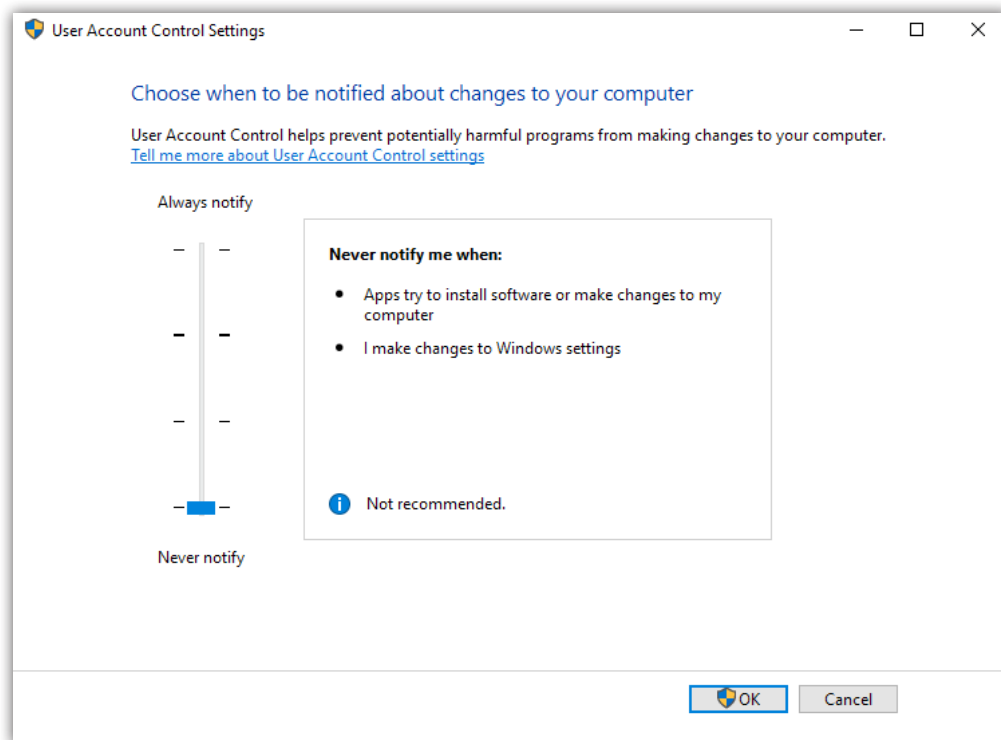 User Account Control Settings
Choose when to be notified about changes to your computer
User Account Control helps prevent potentially harmful programs from making changes to your computer.
Tell me more about User Account Control settings
Always notify
Never notify me when:
Apps try to install software or make changes to my
computer
I make changes to Windows settings
Not recommended.
Never notify
OK
Cancel